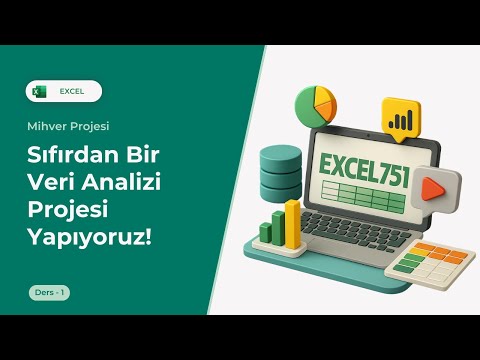 EXCEL
Mihver Projesi
Sıfırdan Bir
Veri Analizi
Projesi
Yapıyoruz!
Ders - 1
EXCEL751